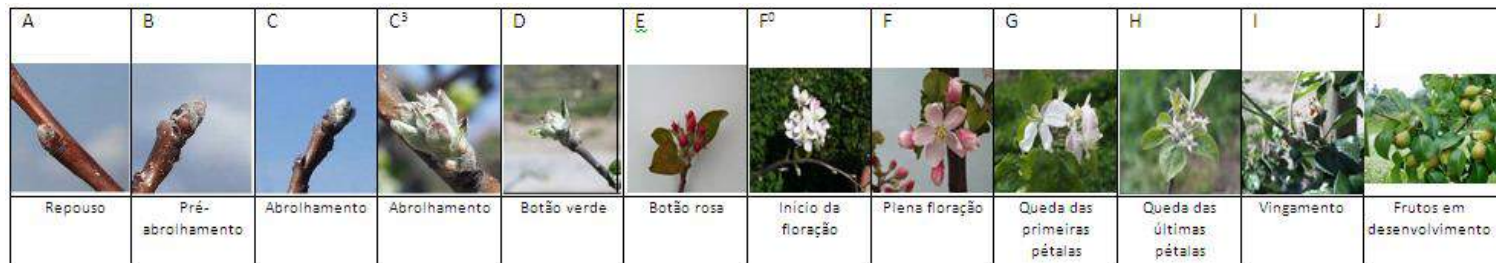 A B C C³ D E F⁰ F G H I J
Repouso Pré- Abrolhamento Abrolhamento Botão verde Botão rosa Início da Plena floração Queda das Queda das Vingamento Frutos em
abrolhamento floração primeiras últimas desenvolvimento
pétalas pétalas